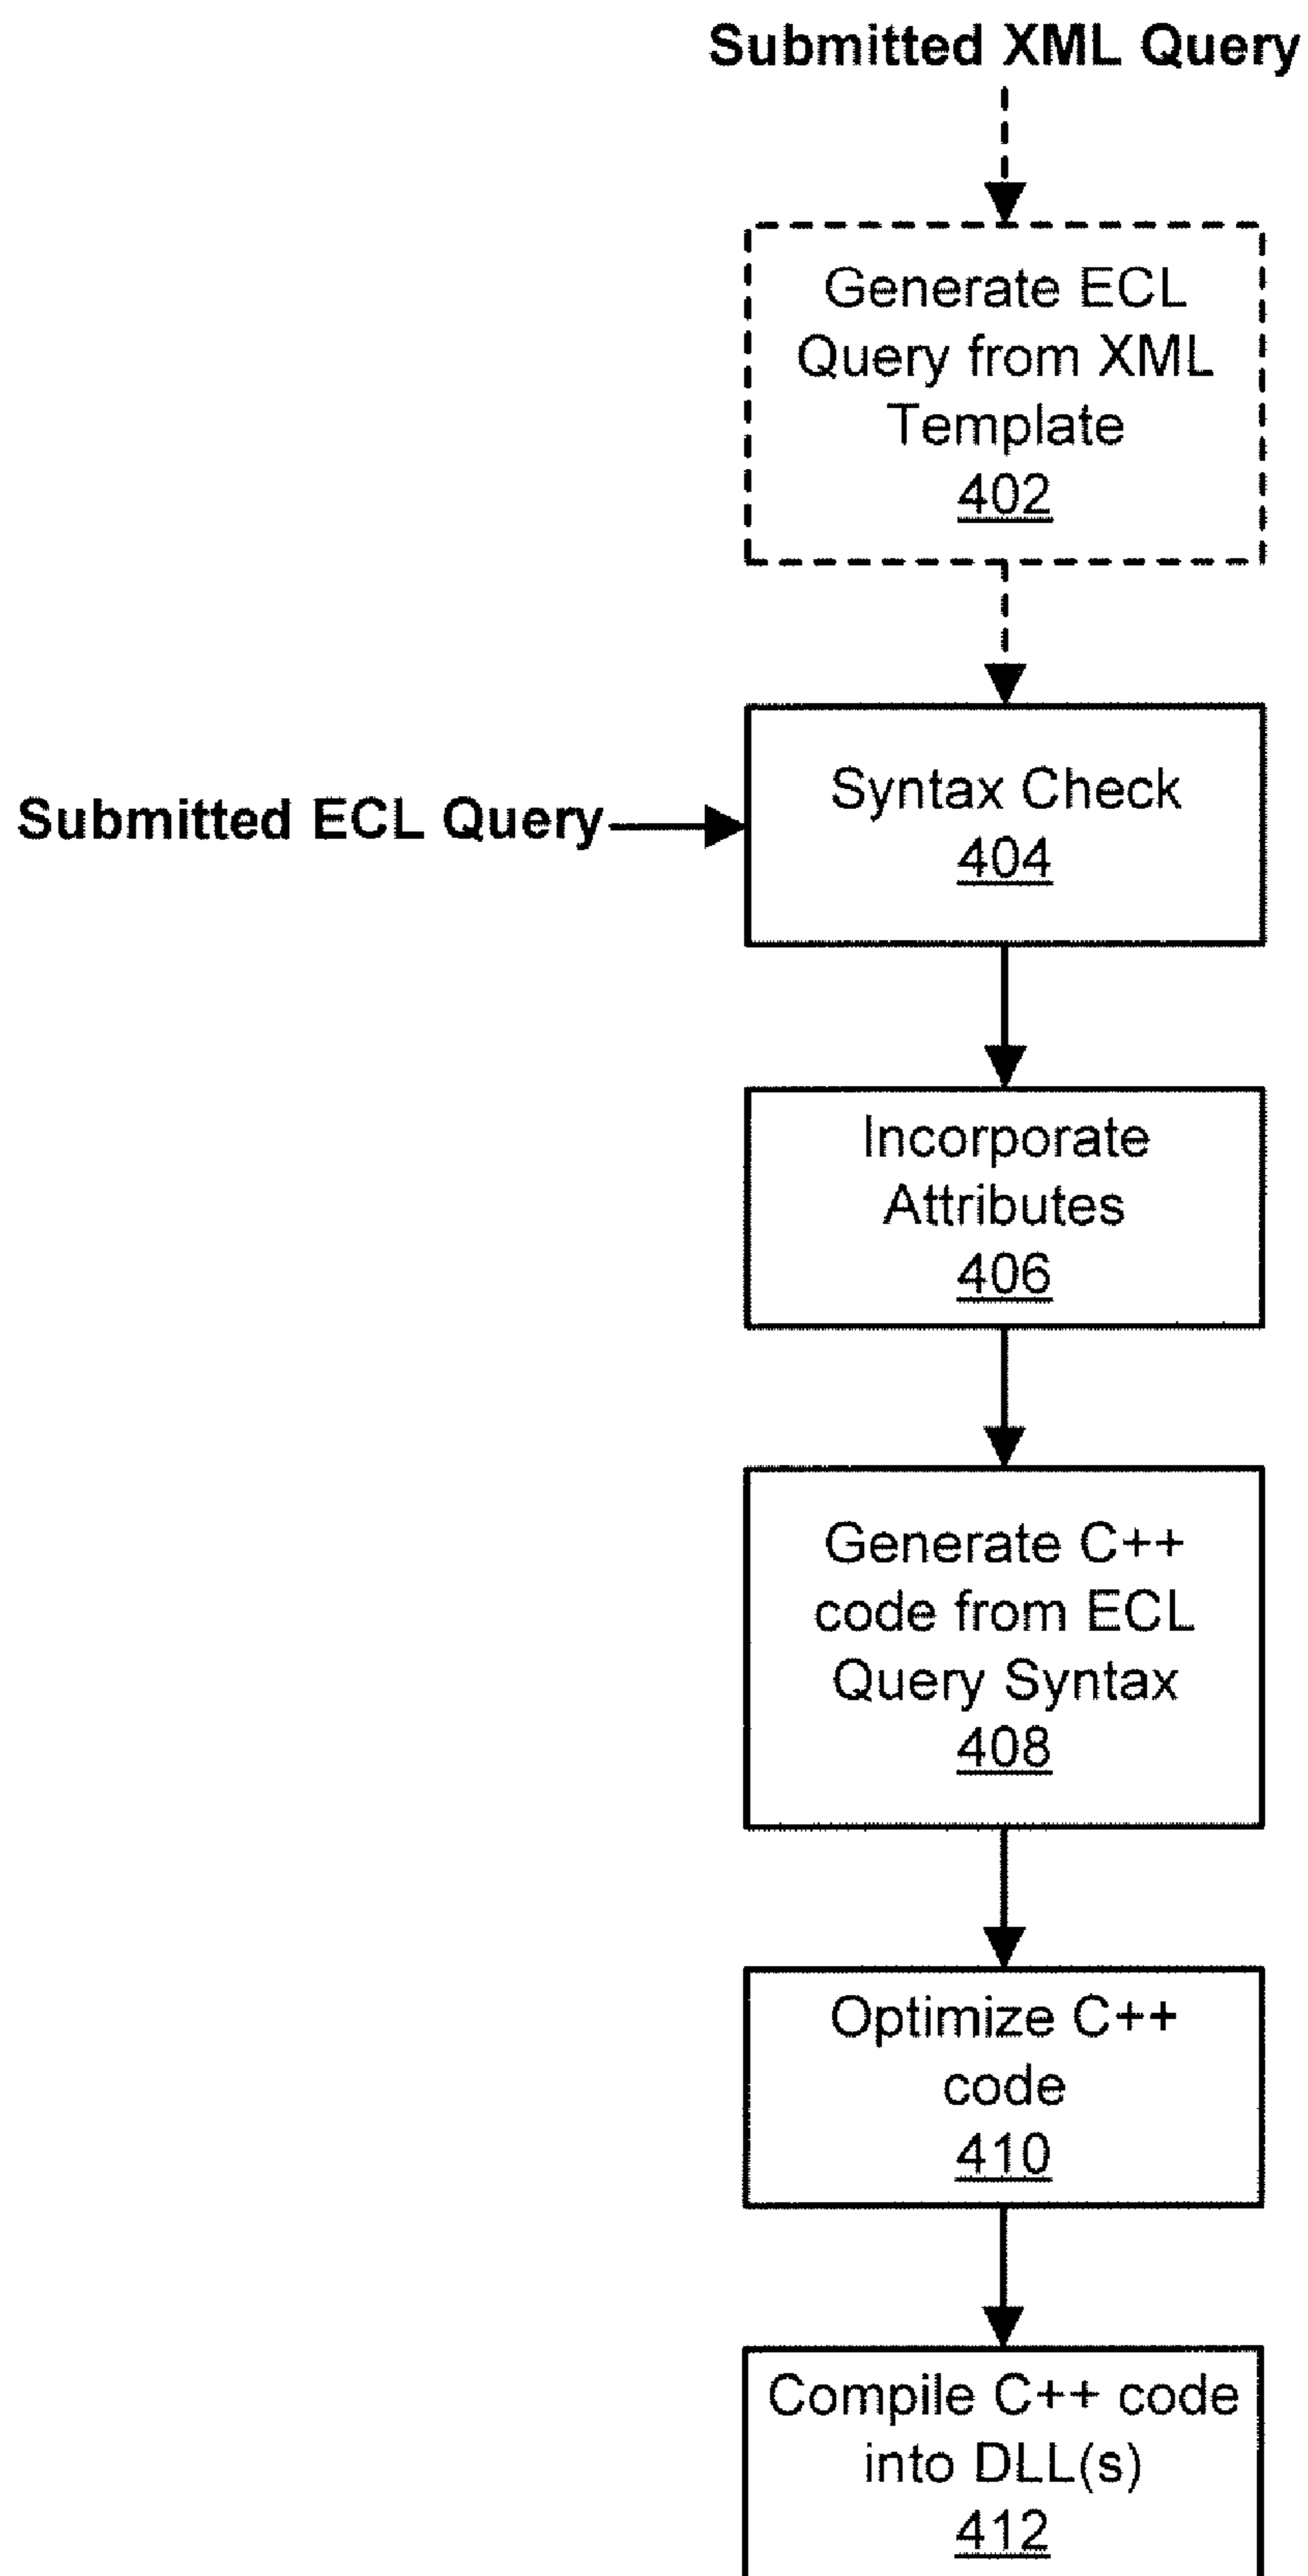 Submitted XML Query
Generate ECL
Query from XML
Template
402
Submitted ECL Query
Syntax Check
404
Incorporate
Attributes
406
Generate C++
code from ECL
Query Syntax
408
Optimize C++
code
410
Compile C++ code
into DLL(s)
412